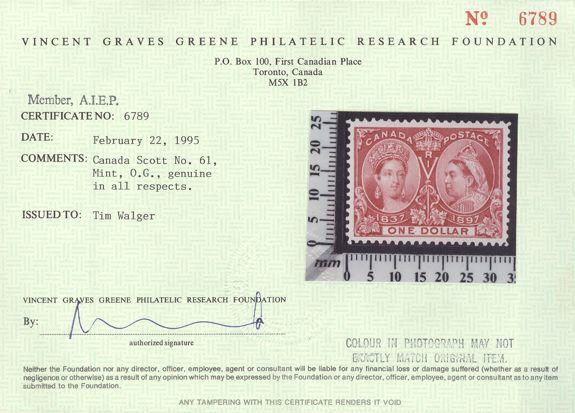 No. 6789
VINCENT GRAVES GREENE PHILATELIC RESEARCH FOUNDATION
P.O. Box 100, First Canadian Place
Toronto, Canada
M5X 1B2
Member, A.I.E.P.
CERTIFICATE NO: 6789
DATE: February 22, 1995
COMMENTS: Canada Scott No. 61,
Mint, O.G., genuine
in all respects.
ISSUED TO: Tim Walger
25
20
15
10
5
0
mm
0 5 10 15 20 25 30 3
CANADA POSTAGE
V R
1837 1897
ONE DOLLAR
VINCENT GRAVES GREENE PHILATELIC RESEARCH FOUNDATION
By:
authorized signature
COLOUR IN PHOTOGRAPH MAY NOT
EXACTLY MATCH ORIGINAL ITEM.
Neither the Foundation nor any director, officer, employee, agent or consultant will be liable for any financial loss or damage suffered (whether as a result of
negligence or otherwise) as a result of any opinion which may be expressed by the Foundation or any director, officer, employee, agent or consultant as to any item
submitted to the Foundation.
ANY TAMPERING WITH THIS CERTIFICATE RENDERS IT VOID